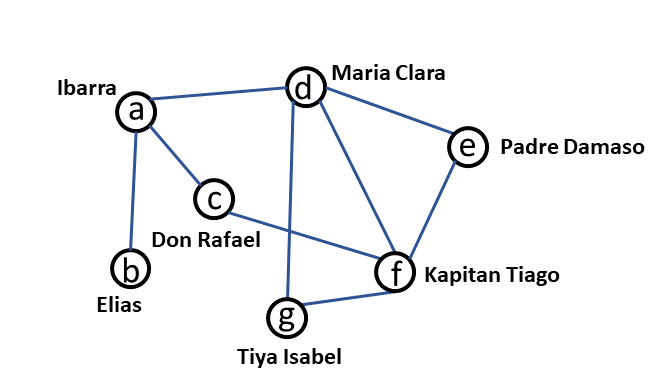 Maria Clara
Ibarra
d
a
e
Padre Damaso
c
Don Rafael
b
f
Kapitan Tiago
Elias
g
Tiya Isabel